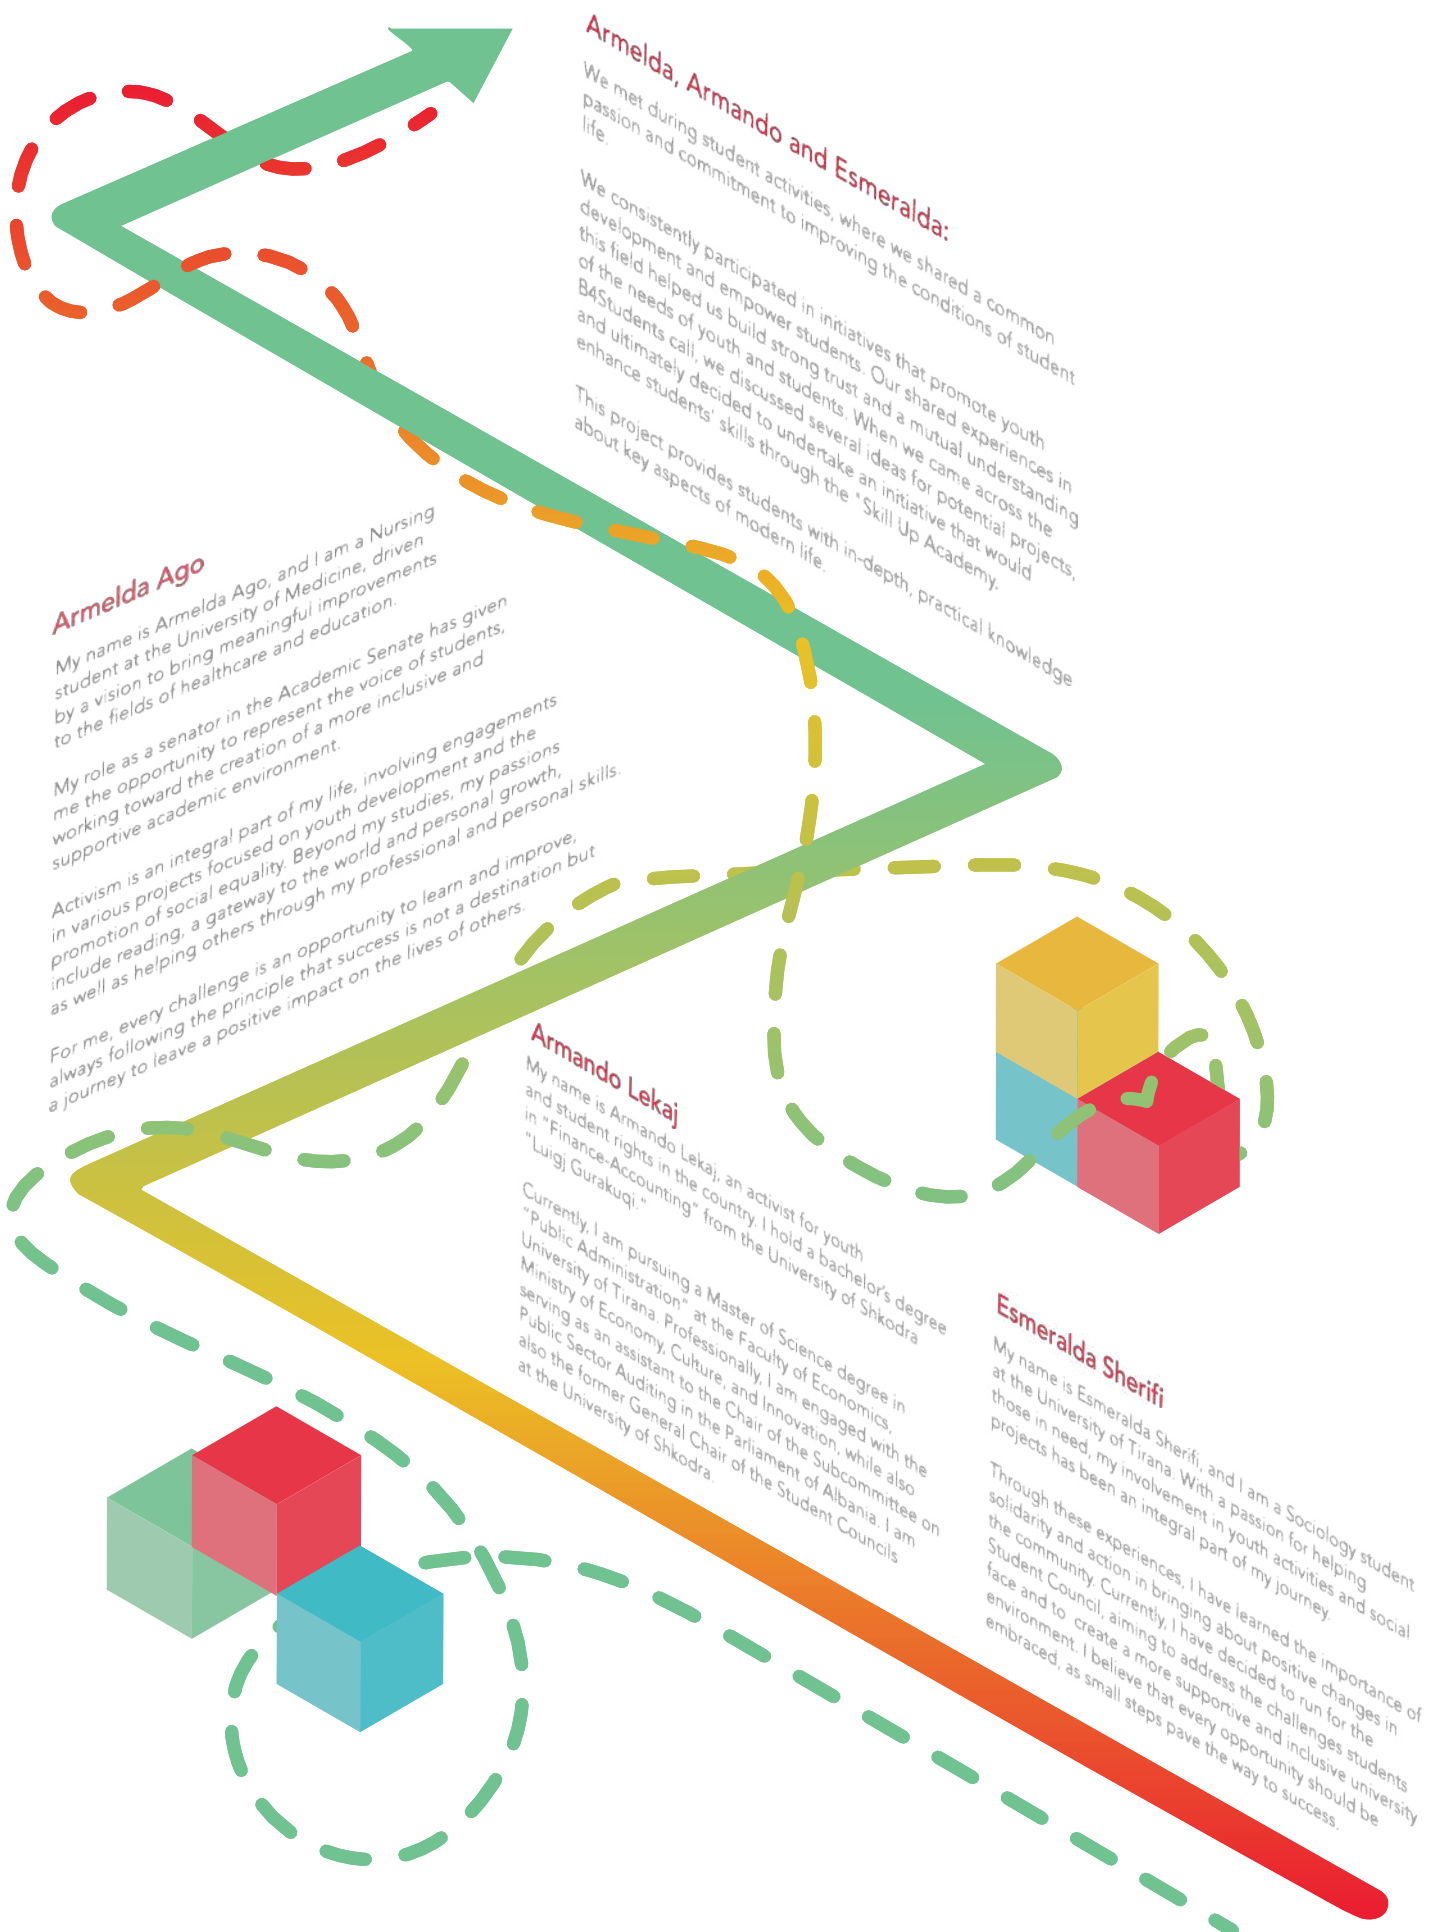 Armelda, Armando and Esmeralda:
We met during student activities, where we shared a common
passion and commitment to improving the conditions of student
life.
We consistently participated in initiatives that promote youth
development and empower students. Our shared experiences in
this field helped us build strong trust and a mutual understanding
of the needs of youth and students. When we came across the
B4Students call, we discussed several ideas for potential projects,
and ultimately decided to undertake an initiative that would
enhance students' skills through the "Skill Up Academy.
This project provides students with in-depth, practical knowledge
about key aspects of modern life.
Armelda Ago
My name is Armelda Ago, and I am a Nursing
student at the University of Medicine, driven
by a vision to bring meaningful improvements
to the fields of healthcare and education.
My role as a senator in the Academic Senate has given
me the opportunity to represent the voice of students,
working toward the creation of a more inclusive and
supportive academic environment.
Activism is an integral part of my life, involving engagements
in various projects focused on youth development and the
promotion of social equality. Beyond my studies, my passions
include reading, a gateway to the world and personal growth,
as well as helping others through my professional and personal skills.
For me, every challenge is an opportunity to learn and improve,
always following the principle that success is not a destination but
a journey to leave a positive impact on the lives of others.
Armando Lekaj
My name is Armando Lekaj, an activist for youth
and student rights in the country. I hold a bachelor's degree
in "Finance-Accounting" from the University of Shkodra
"Luigj Gurakuqi."
Currently, I am pursuing a Master of Science degree in
"Public Administration" at the Faculty of Economics,
University of Tirana. Professionally, I am engaged with the
Ministry of Economy, Culture, and Innovation, while also
serving as an assistant to the Chair of the Subcommittee on
Public Sector Auditing in the Parliament of Albania. I am
also the former General Chair of the Student Councils
at the University of Shkodra.
Esmeralda Sherifi
My name is Esmeralda Sherifi, and I am a Sociology student
at the University of Tirana. With a passion for helping
those in need, my involvement in youth activities and social
projects has been an integral part of my journey.
Through these experiences, I have learned the importance of
solidarity and action in bringing about positive changes in
the community. Currently, I have decided to run for the
Student Council, aiming to address the challenges students
face and to create a more supportive and inclusive university
environment. I believe that every opportunity should be
embraced, as small steps pave the way to success.